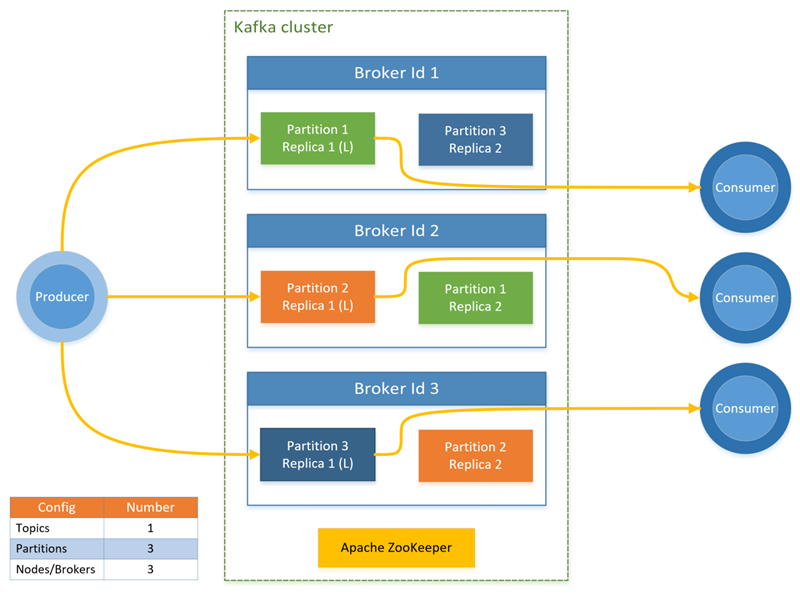 Kafka cluster
Broker Id 1
Partition 1
Replica 1 (L)
Partition 3
Replica 2
Consumer
Broker Id 2
Partition 2
Replica 1 (L)
Partition 1
Replica 2
Producer
Consumer
Broker Id 3
Partition 3
Replica 1 (L)
Partition 2
Replica 2
Consumer
Config Number
Topics 1
Partitions 3
Nodes/Brokers 3
Apache ZooKeeper